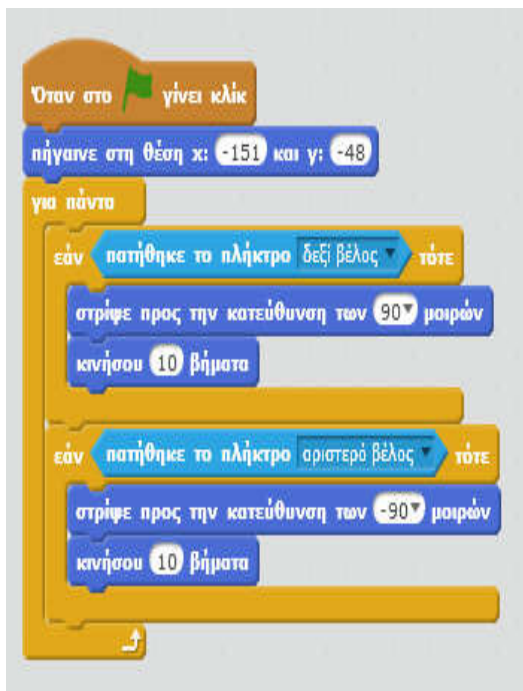 Όταν στο γίνει κλίκ
πήγαινε στη θέση x: -151 και y: -48
για πάντα
εάν πατήθηκε το πλήκτρο δεξί βέλος τότε
στρίψε προς την κατεύθυνση των 90 μοιρών
κινήσου 10 βήματα
εάν πατήθηκε το πλήκτρο αριστερό βέλος τότε
στρίψε προς την κατεύθυνση των -90 μοιρών
κινήσου 10 βήματα